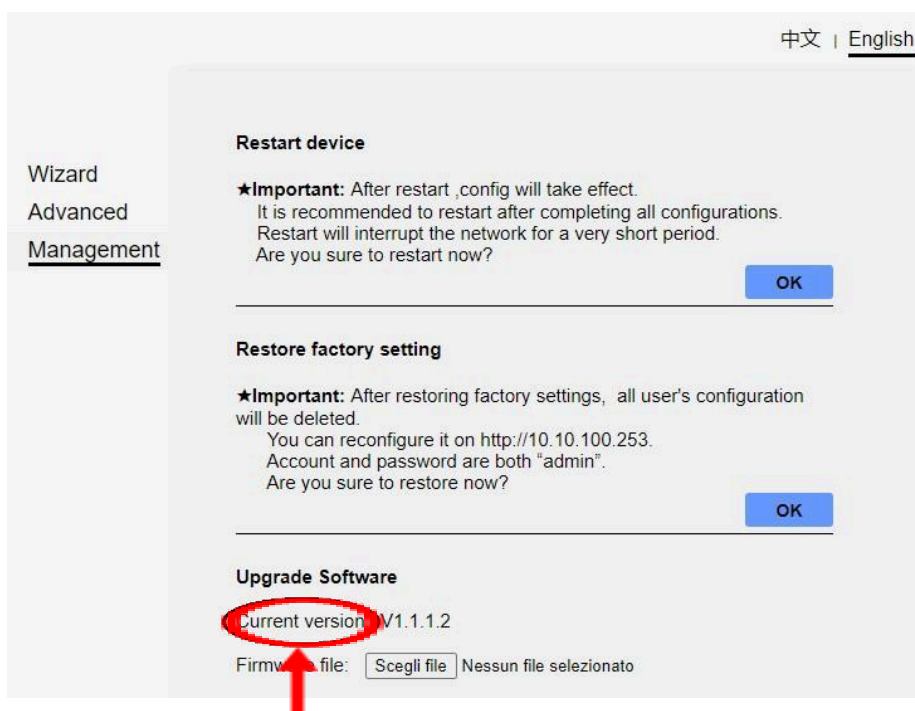 中文 | English
Wizard
Advanced
Management
Restart device
★Important: After restart ,config will take effect.
It is recommended to restart after completing all configurations.
Restart will interrupt the network for a very short period.
Are you sure to restart now?
OK
Restore factory setting
★Important: After restoring factory settings, all user's configuration
will be deleted.
You can reconfigure it on http://10.10.100.253.
Account and password are both “admin”.
Are you sure to restore now?
OK
Upgrade Software
Current version V1.1.1.2
file: Scegli file Nessun file selezionato